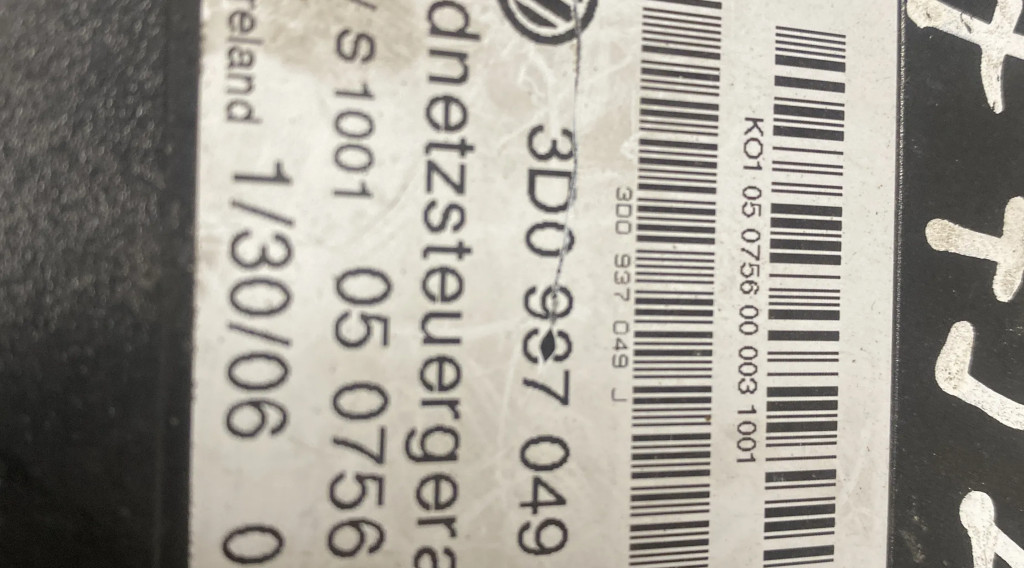 KO1 05 0756 00 003 1001
3D0 937 049 J
3D0 937 049
dnetzsteuergera
/ S1001 05 0756
reland 1/30/06 0